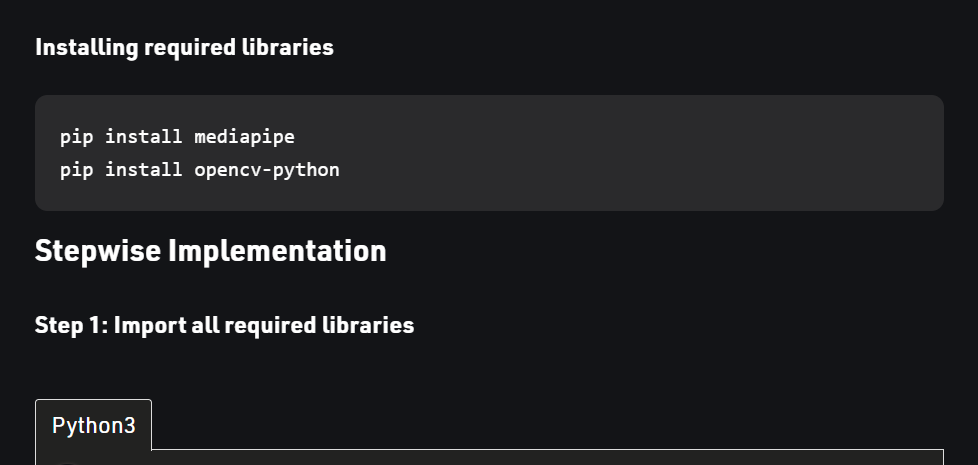 Installing required libraries
pip install mediapipe
pip install opencv-python
Stepwise Implementation
Step 1: Import all required libraries
Python3